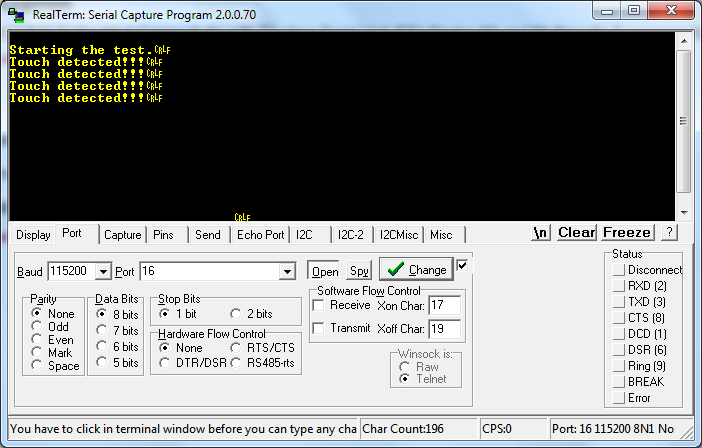 RealTerm: Serial Capture Program 2.0.0.70
Starting the test.CRLF
Touch detected!!!CRLF
Touch detected!!!CRLF
Touch detected!!!CRLF
Touch detected!!!CRLF
CRLF
Display Port Capture Pins Send Echo Port I2C I2C-2 I2CMisc Misc \n Clear Freeze ?
Baud 115200 Port 16 Open Spy Change
Parity
None
Odd
Even
Mark
Space
Data Bits
8 bits
7 bits
6 bits
5 bits
Stop Bits
1 bit 2 bits
Hardware Flow Control
None RTS/CTS
DTR/DSR RS485-rts
Software Flow Control
Receive Xon Char: 17
Transmit Xoff Char: 19
Winsock is:
Raw
Telnet
Status
Disconnect
RXD (2)
TXD (3)
CTS (8)
DCD (1)
DSR (6)
Ring (9)
BREAK
Error
You have to click in terminal window before you can type any cha Char Count:196 CPS:0 Port: 16 115200 8N1 No